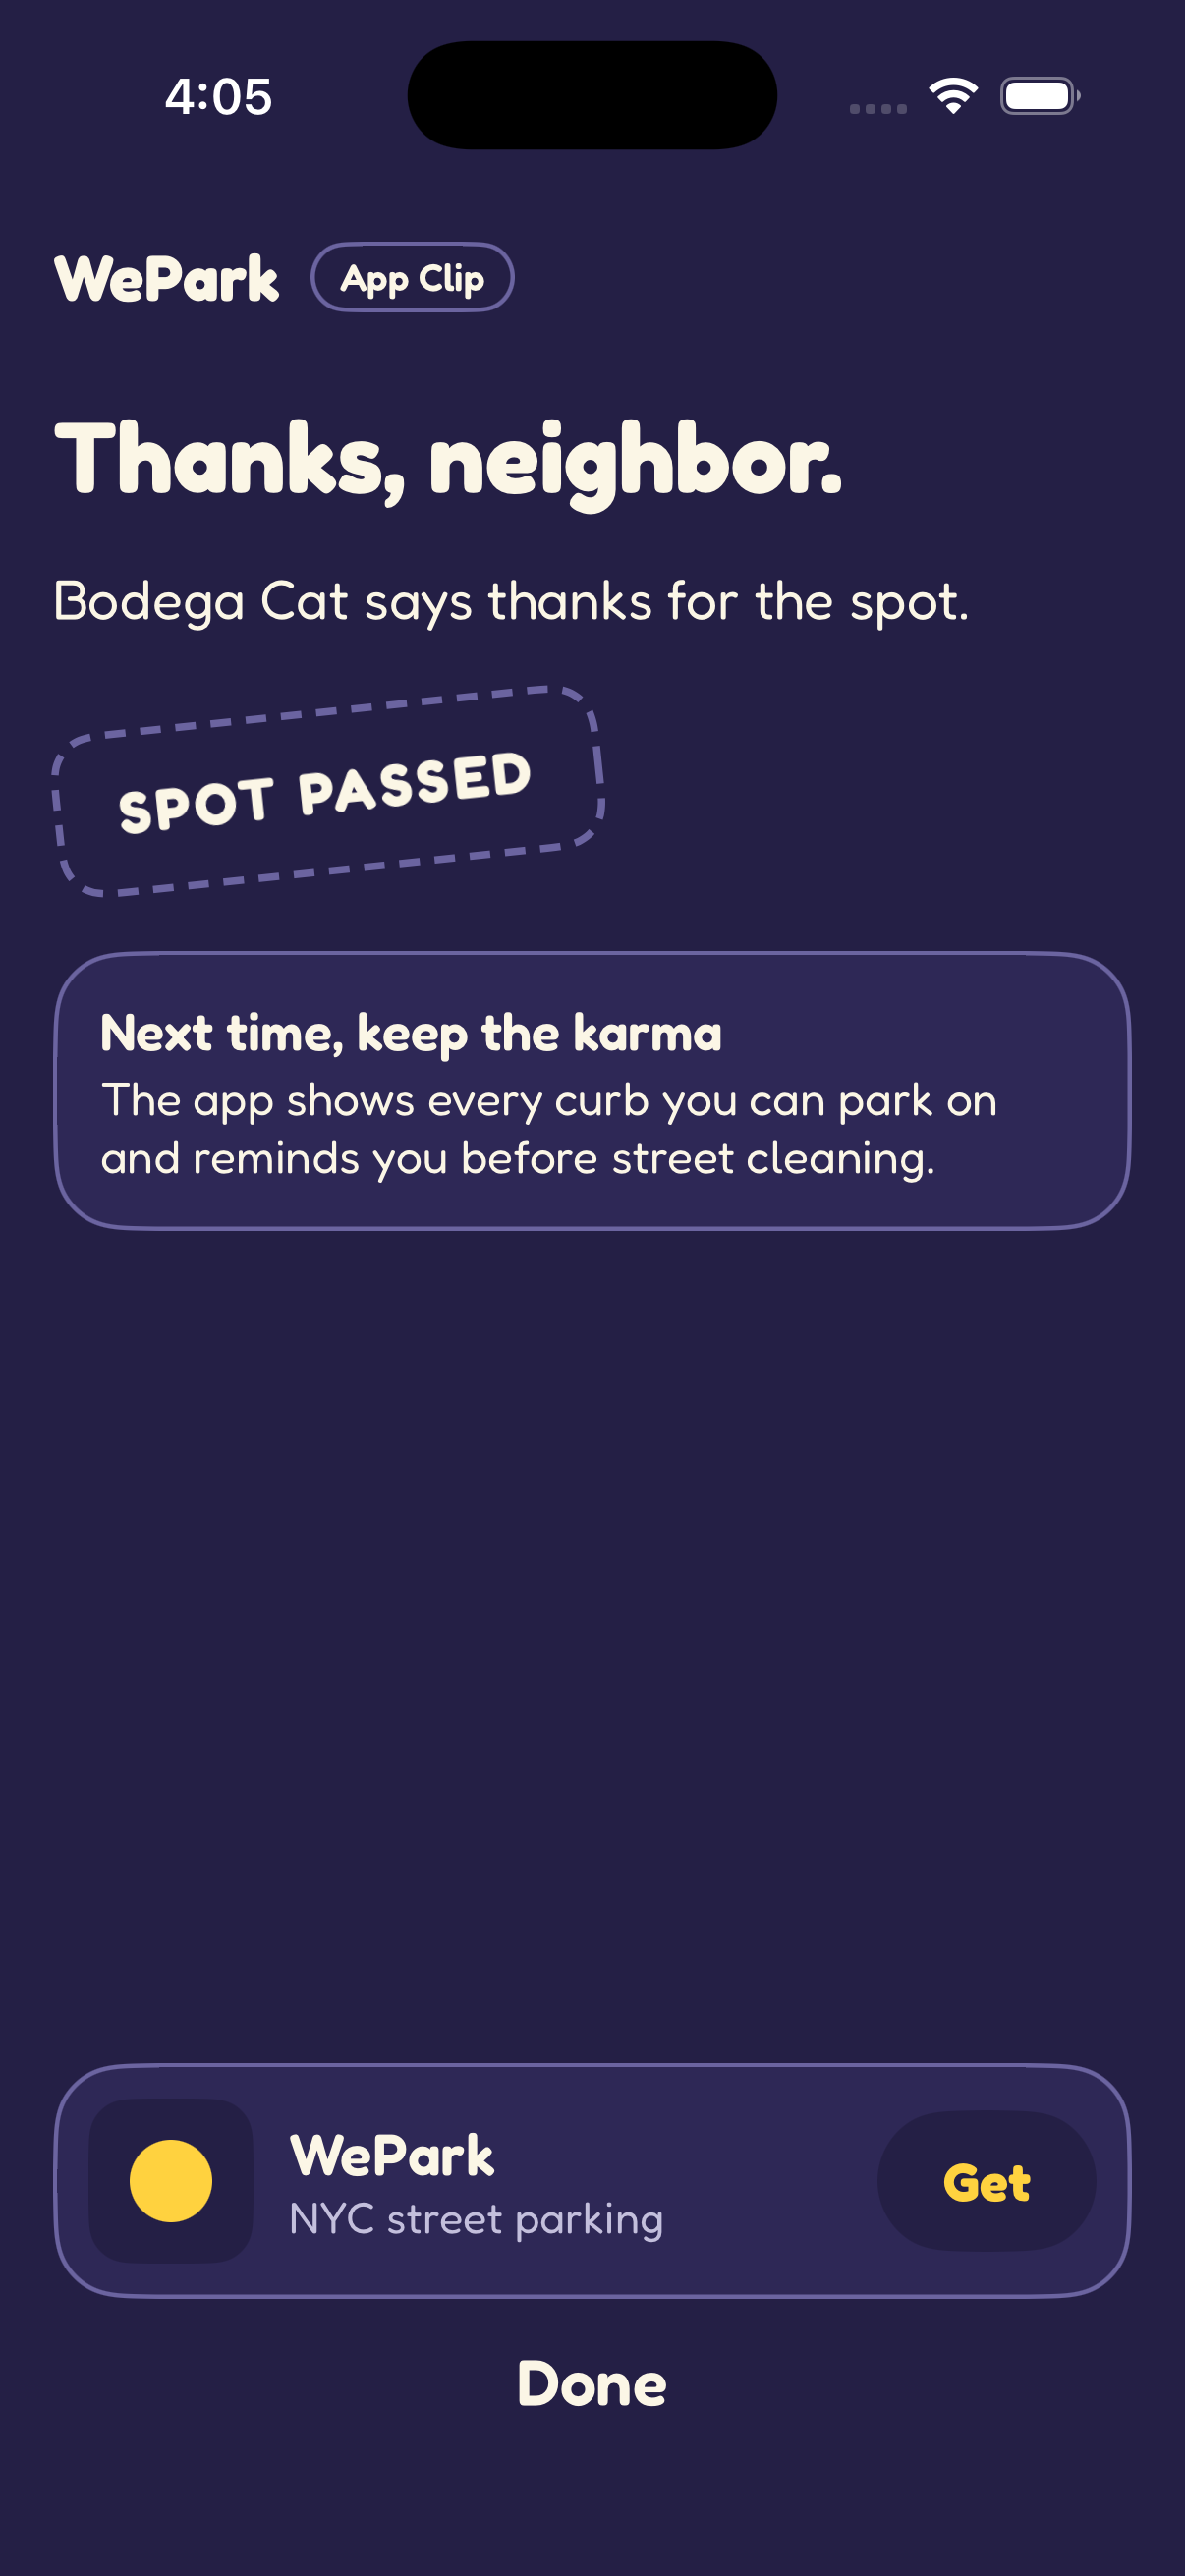 4:05
WePark
App Clip
Thanks, neighbor.
Bodega Cat says thanks for the spot.
SPOT PASSED
Next time, keep the karma
The app shows every curb you can park on
and reminds you before street cleaning.
WePark
NYC street parking
Get
Done